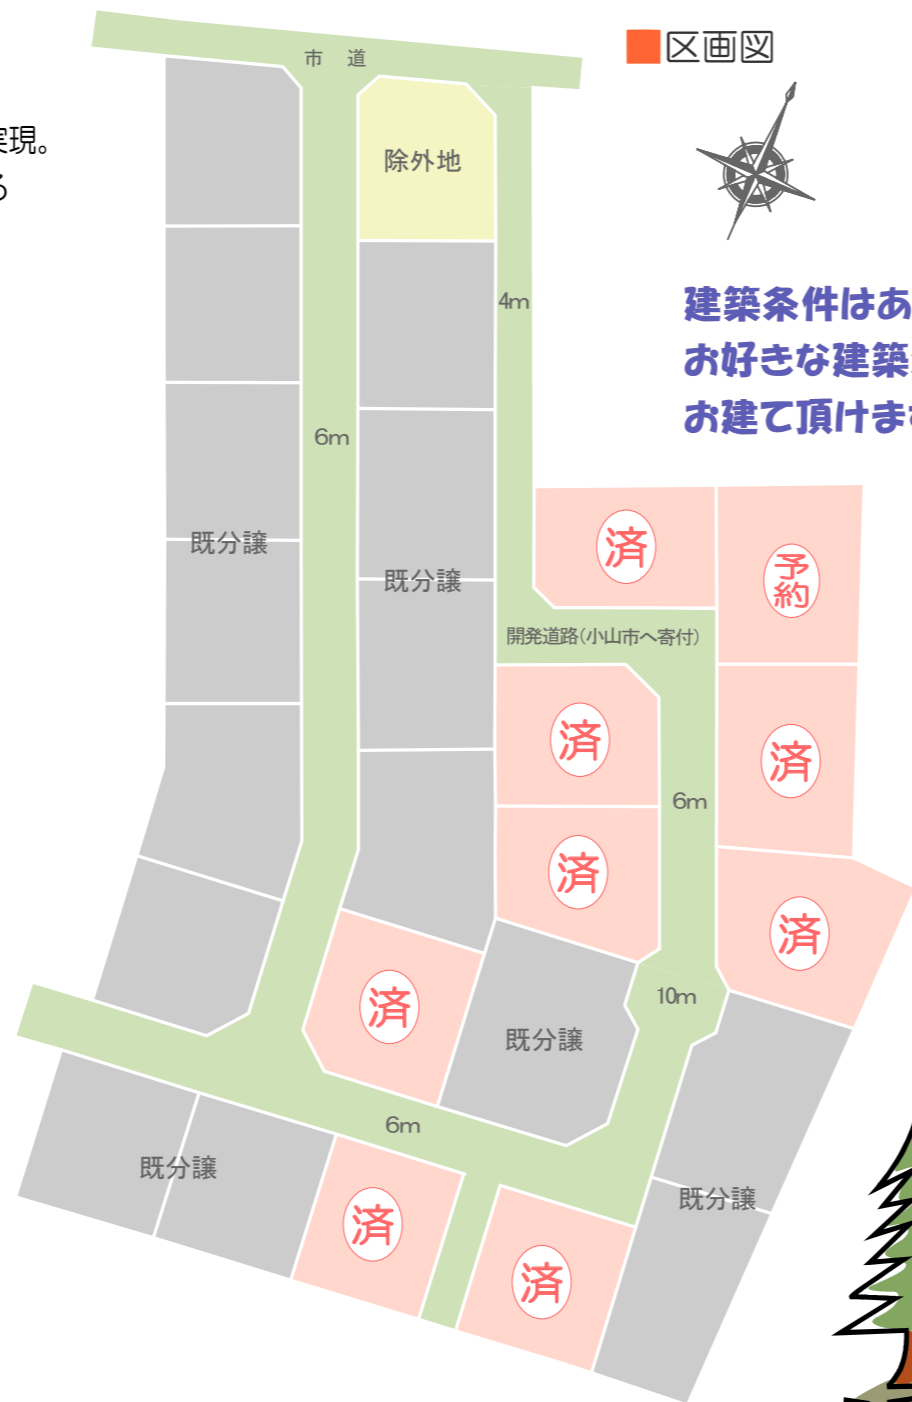 市 道
■区画図
実現。
る
除外地
4m
建築条件はあ
お好きな建築
お建て頂けま
6m
既分譲
済
予約
既分譲
開発道路(小山市へ寄付)
済
済
6m
済
済
済
10m
既分譲
6m
既分譲
既分譲
済
済